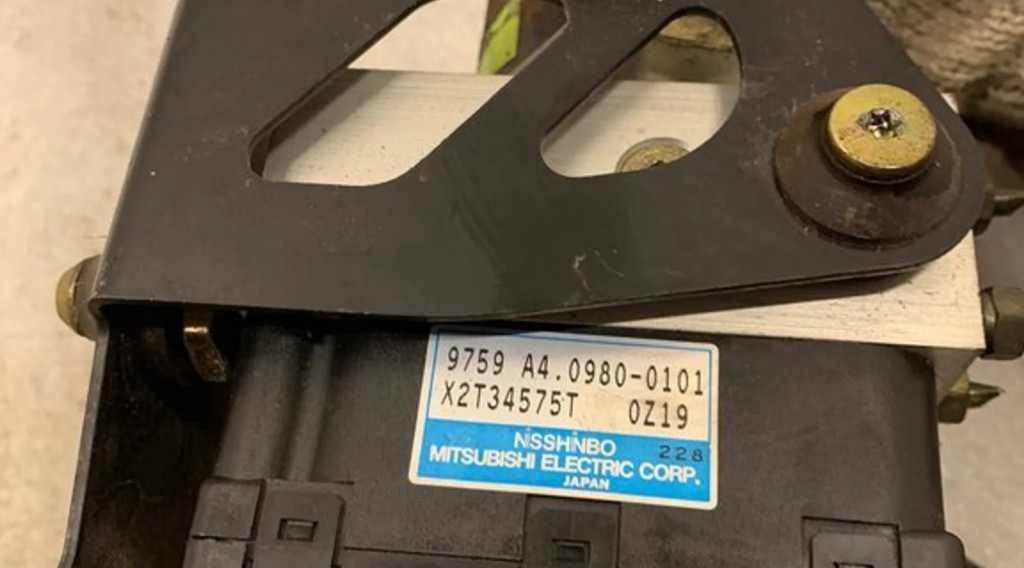 9759 A4.0980-0101
X2T34575T 0Z19
NISSHINBO 228
MITSUBISHI ELECTRIC CORP.
JAPAN